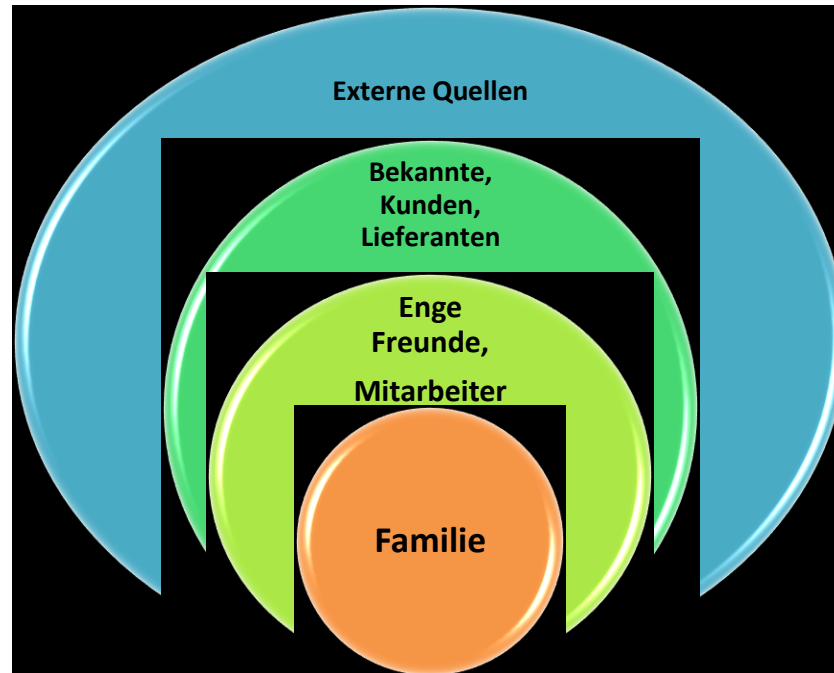 Externe Quellen
Bekannte,
Kunden,
Lieferanten
Enge
Freunde,
Mitarbeiter
Familie